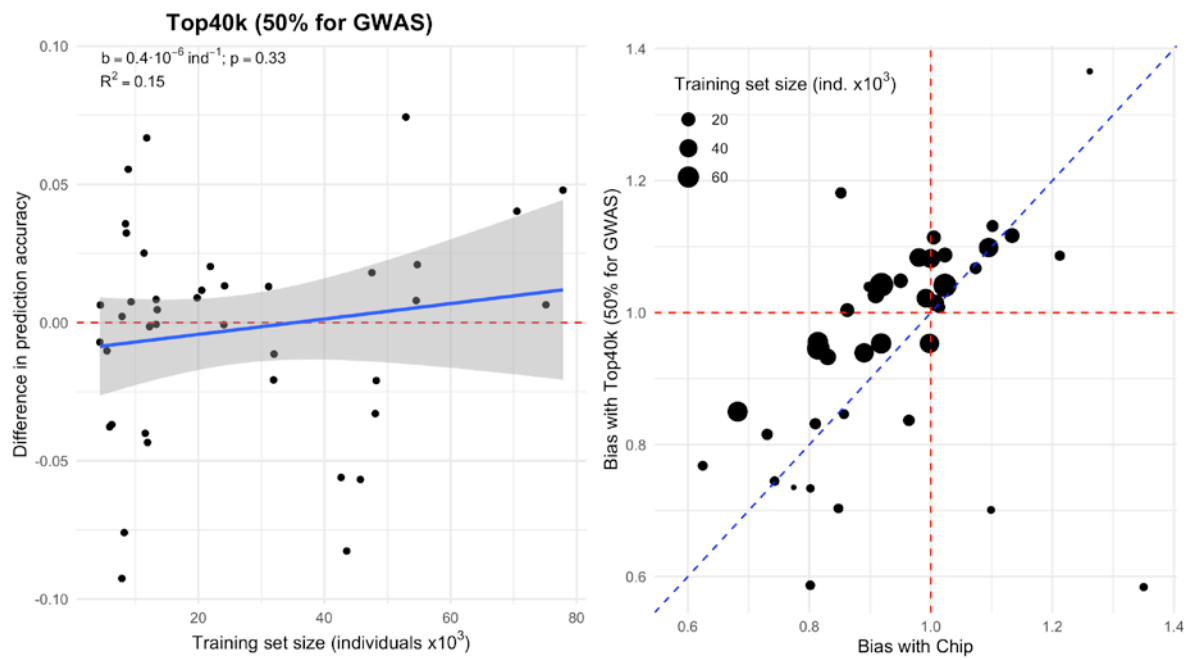 Top40k (50% for GWAS)
b = 0.4·10⁻⁶ ind⁻¹; p = 0.33
R² = 0.15
0.10
0.05
0.00
-0.05
-0.10
Difference in prediction accuracy
20
40
60
80
Training set size (individuals x10³)
Training set size (ind. x10³)
20
40
60
1.4
1.2
1.0
0.8
0.6
Bias with Top40k (50% for GWAS)
0.6
0.8
1.0
1.2
1.4
Bias with Chip